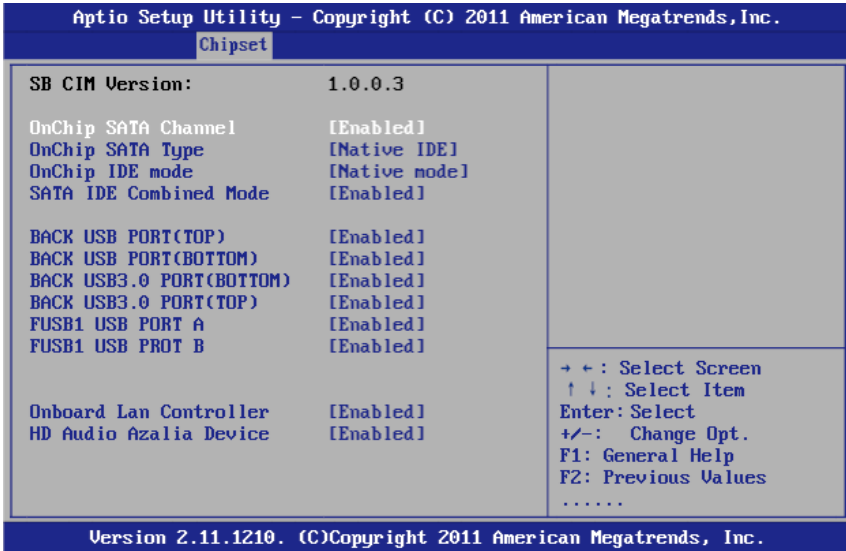 Aptio Setup Utility - Copyright (C) 2011 American Megatrends,Inc.
Chipset
SB CIM Version: 1.0.0.3
OnChip SATA Channel [Enabled]
OnChip SATA Type [Native IDE]
OnChip IDE mode [Native mode]
SATA IDE Combined Mode [Enabled]
BACK USB PORT(TOP) [Enabled]
BACK USB PORT(BOTTOM) [Enabled]
BACK USB3.0 PORT(BOTTOM) [Enabled]
BACK USB3.0 PORT(TOP) [Enabled]
FUSB1 USB PORT A [Enabled]
FUSB1 USB PROT B [Enabled]
Onboard Lan Controller [Enabled]
HD Audio Azalia Device [Enabled]
→ ←: Select Screen
↑ ↓: Select Item
Enter: Select
+/-: Change Opt.
F1: General Help
F2: Previous Values
......
Version 2.11.1210. (C)Copyright 2011 American Megatrends, Inc.